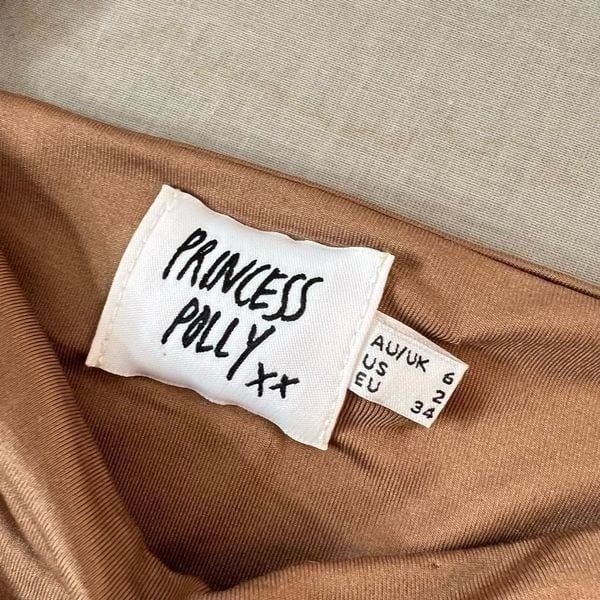 PRINCESS
POLLY
xx
AU/UK 6
US 2
EU 34